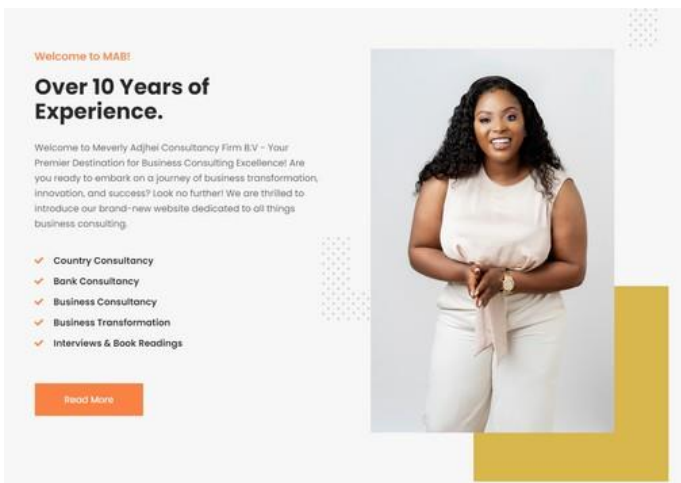 Welcome to MAB!
Over 10 Years of
Experience.
Welcome to Meverly Adjhei Consultancy Firm B.V - Your
Premier Destination for Business Consulting Excellence! Are
you ready to embark on a journey of business transformation,
innovation, and success? Look no further! We are thrilled to
introduce our brand-new website dedicated to all things
business consulting.
Country Consultancy
Bank Consultancy
Business Consultancy
Business Transformation
Interviews & Book Readings
Read More